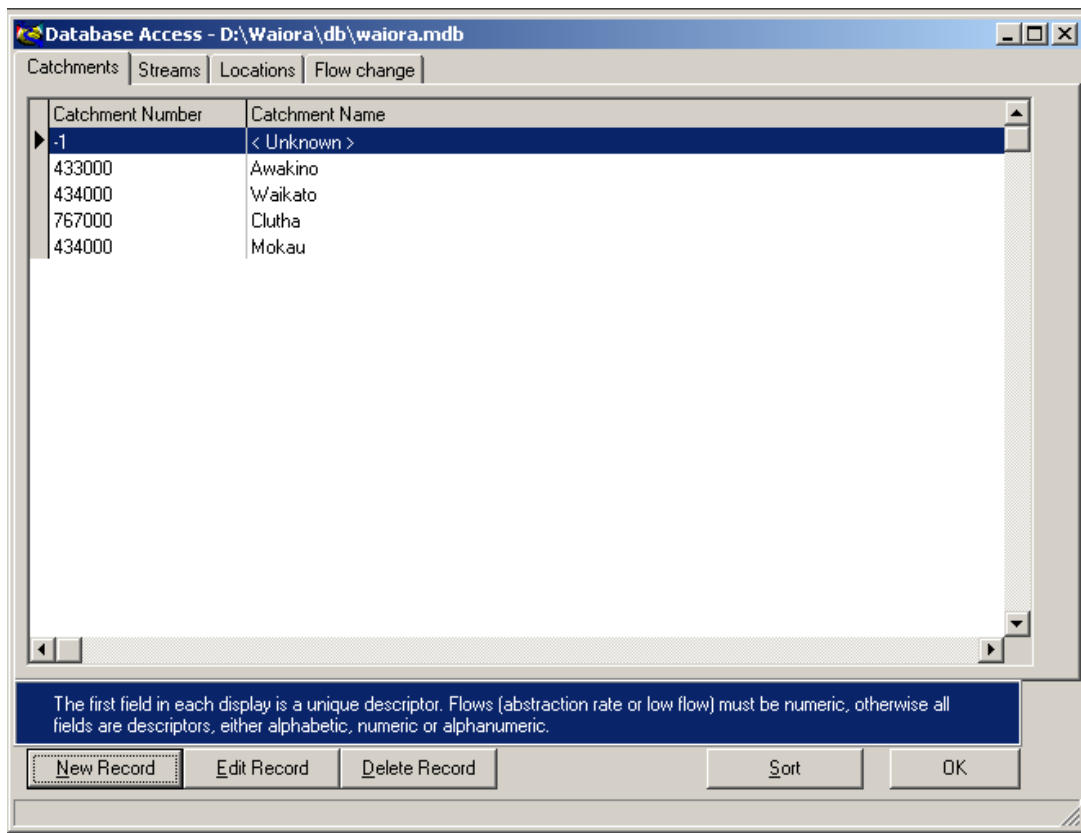 Database Access - D:\Waiora\db\waiora.mdb
Catchments Streams Locations Flow change
Catchment Number Catchment Name
-1 < Unknown >
433000 Awakino
434000 Waikato
767000 Clutha
434000 Mokau
The first field in each display is a unique descriptor. Flows (abstraction rate or low flow) must be numeric, otherwise all
fields are descriptors, either alphabetic, numeric or alphanumeric.
New Record Edit Record Delete Record Sort OK